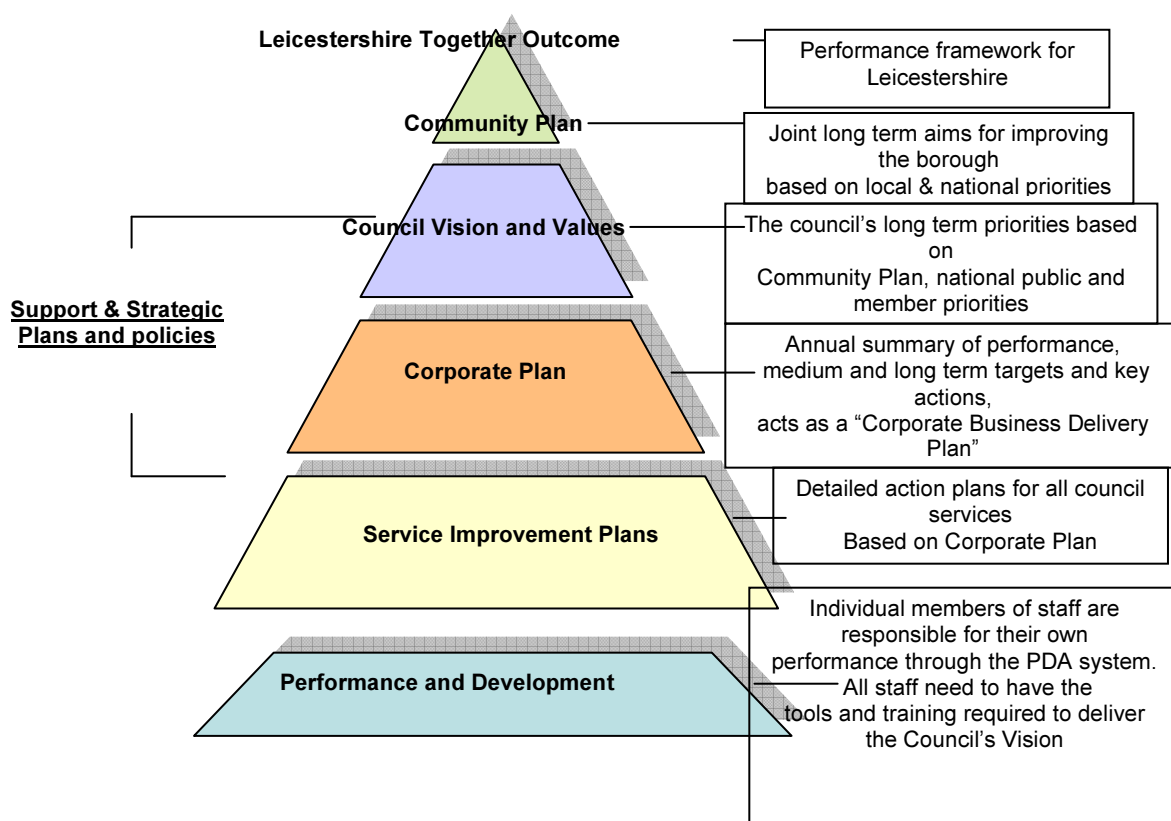 Leicestershire Together Outcome
Performance framework for
Leicestershire
Community Plan
Joint long term aims for improving
the borough
based on local & national priorities
Council Vision and Values
The council’s long term priorities based
on
Community Plan, national public and
member priorities
Support & Strategic
Plans and policies
Corporate Plan
Annual summary of performance,
medium and long term targets and key
actions,
acts as a “Corporate Business Delivery
Plan”
Service Improvement Plans
Detailed action plans for all council
services
Based on Corporate Plan
Performance and Development
Individual members of staff are
responsible for their own
performance through the PDA system.
All staff need to have the
tools and training required to deliver
the Council’s Vision